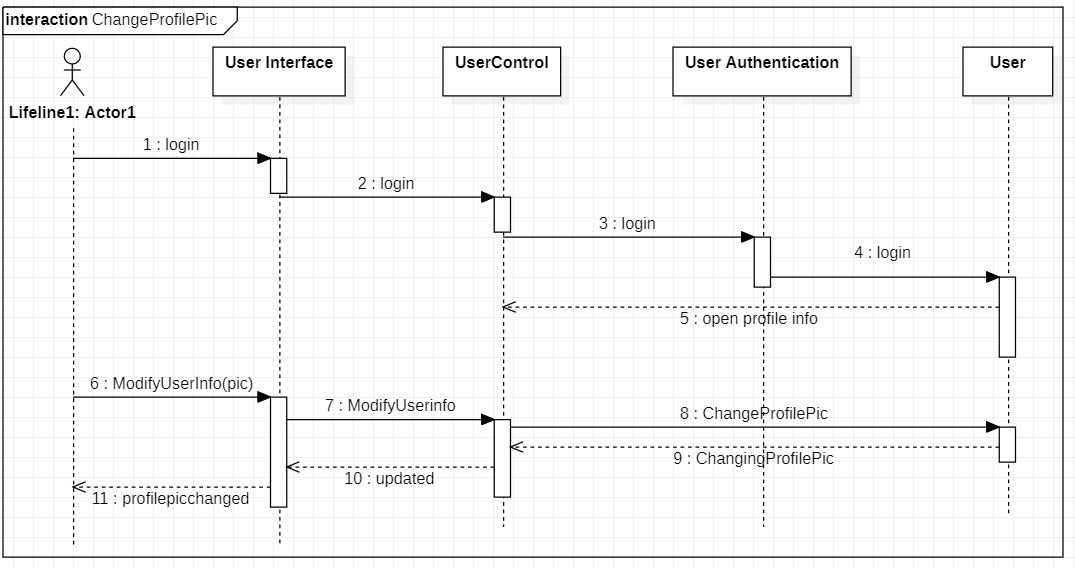 interaction ChangeProfilePic
User Interface
UserControl
User Authentication
User
Lifeline1: Actor1
1 : login
2 : login
3 : login
4 : login
5 : open profile info
6 : ModifyUserInfo(pic)
7 : ModifyUserinfo
8 : ChangeProfilePic
9 : ChangingProfilePic
10 : updated
11 : profilepicchanged